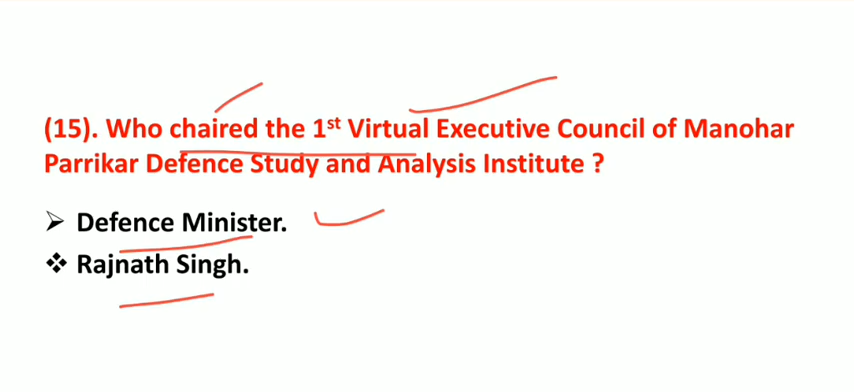 (15). Who chaired the 1st Virtual Executive Council of Manohar
Parrikar Defence Study and Analysis Institute ?
➢ Defence Minister.
❖ Rajnath Singh.